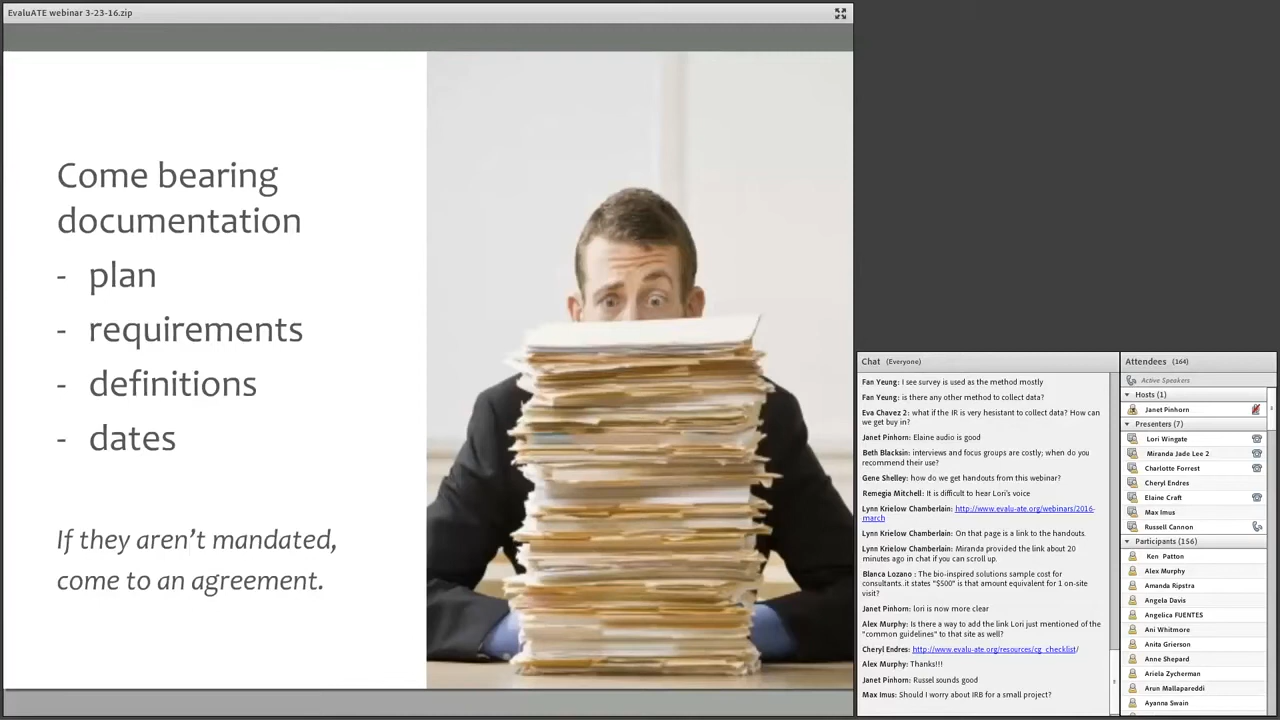 EvaluATE webinar 3-23-16.zip
Come bearing
documentation
- plan
- requirements
- definitions
- dates
If they aren't mandated,
come to an agreement.
Chat (Everyone)
Fan Yeung: I see survey is used as the method mostly
Fan Yeung: is there any other method to collect data?
Eva Chavez 2: what if the IR is very hesistant to collect data? How can
we get buy in?
Janet Pinhorn: Elaine audio is good
Beth Blacksin: interviews and focus groups are costly; when do you
recommend their use?
Gene Shelley: how do we get handouts from this webinar?
Remegia Mitchell: It is difficult to hear Lori's voice
Lynn Krielow Chamberlain: http://www.evalu-ate.org/webinars/2016-
march
Lynn Krielow Chamberlain: On that page is a link to the handouts.
Lynn Krielow Chamberlain: Miranda provided the link about 20
minutes ago in chat if you can scroll up.
Blanca Lozano : The bio-inspired solutions sample cost for
consultants..it states "$500" is that amount equivalent for 1 on-site
visit?
Janet Pinhorn: lori is now more clear
Alex Murphy: Is there a way to add the link Lori just mentioned of the
"common guidelines" to that site as well?
Cheryl Endres: http://www.evalu-ate.org/resources/cg_checklist/
Alex Murphy: Thanks!!!
Janet Pinhorn: Russel sounds good
Max Imus: Should I worry about IRB for a small project?
Attendees (164)
Active Speakers
Hosts (1)
Janet Pinhorn
Presenters (7)
Lori Wingate
Miranda Jade Lee 2
Charlotte Forrest
Cheryl Endres
Elaine Craft
Max Imus
Russell Cannon
Participants (156)
Ken Patton
Alex Murphy
Amanda Ripstra
Angela Davis
Angelica FUENTES
Ani Whitmore
Anita Grierson
Anne Shepard
Ariela Zycherman
Arun Mallapareddi
Ayanna Swain